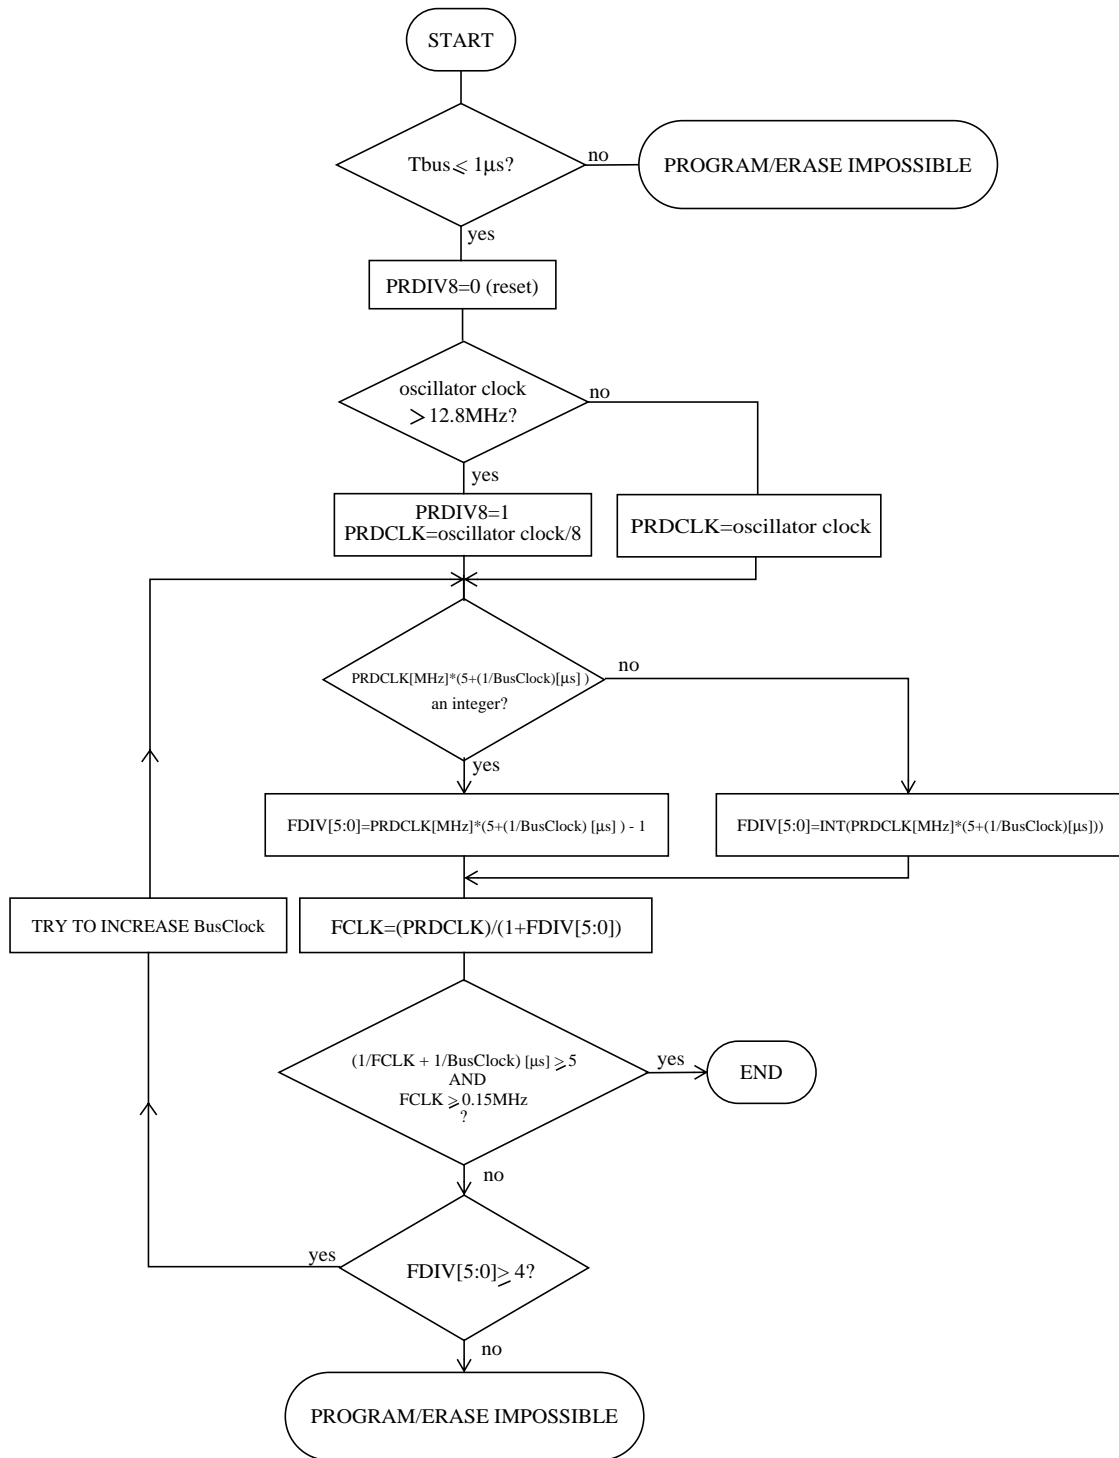 START
Tbus ⩽ 1μs?
no
PROGRAM/ERASE IMPOSSIBLE
yes
PRDIV8=0 (reset)
oscillator clock
> 12.8MHz?
no
yes
PRDIV8=1
PRDCLK=oscillator clock/8
PRDCLK=oscillator clock
PRDCLK[MHz]*(5+(1/BusClock)[μs] )
an integer?
no
yes
FDIV[5:0]=PRDCLK[MHz]*(5+(1/BusClock) [μs] ) - 1
FDIV[5:0]=INT(PRDCLK[MHz]*(5+(1/BusClock)[μs]))
TRY TO INCREASE BusClock
FCLK=(PRDCLK)/(1+FDIV[5:0])
(1/FCLK + 1/BusClock) [μs] ⩾ 5
AND
FCLK ⩾ 0.15MHz
?
yes
END
no
yes
FDIV[5:0] ≥ 4?
no
PROGRAM/ERASE IMPOSSIBLE